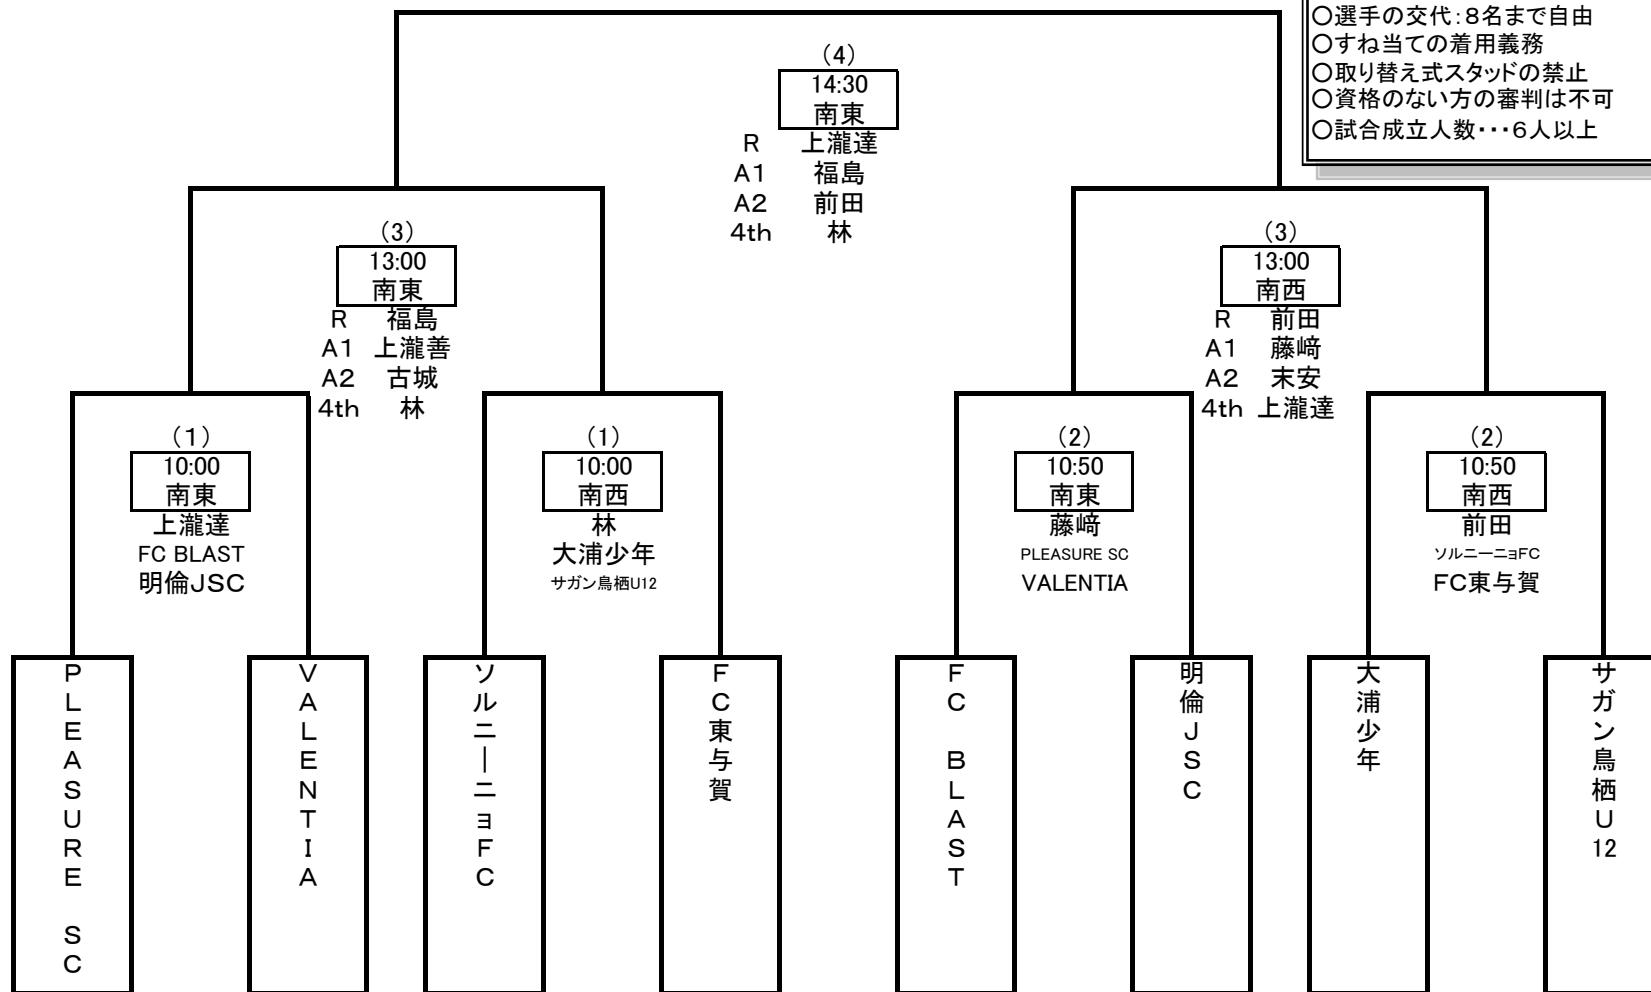 ○選手の交代：８名まで自由
○すね当ての着用義務
○取り替え式スタッドの禁止
○資格のない方の審判は不可
○試合成立人数・・・６人以上
（4）
14:30
南東
R 上瀧達
A1 福島
A2 前田
4th 林
（3）
13:00
南東
R 福島
A1 上瀧善
A2 古城
4th 林
（3）
13:00
南西
R 前田
A1 藤﨑
A2 末安
4th 上瀧達
（１）
10:00
南東
上瀧達
FC BLAST
明倫JSC
（1）
10:00
南西
林
大浦少年
サガン鳥栖U12
（2）
10:50
南東
藤﨑
PLEASURE SC
VALENTIA
（2）
10:50
南西
前田
ソルニーニョFC
FC東与賀
PLEASURE SC
VALENTIA
ソルニーニョFC
FC東与賀
FC BLAST
明倫JSC
大浦少年
サガン鳥栖U12